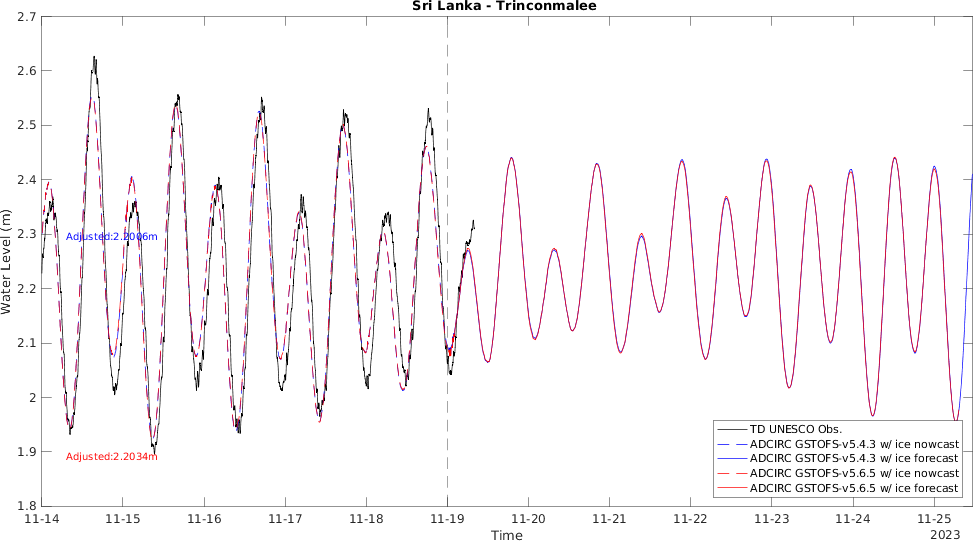 Sri Lanka - Trinconmalee
2.7
2.6
2.5
2.4
2.3
2.2
2.1
2
1.9
1.8
Water Level (m)
Adjusted:2.2006m
Adjusted:2.2034m
TD UNESCO Obs.
ADCIRC GSTOFS-v5.4.3 w/ ice nowcast
ADCIRC GSTOFS-v5.4.3 w/ ice forecast
ADCIRC GSTOFS-v5.6.5 w/ ice nowcast
ADCIRC GSTOFS-v5.6.5 w/ ice forecast
11-14 11-15 11-16 11-17 11-18 11-19 11-20 11-21 11-22 11-23 11-24 11-25
Time
2023